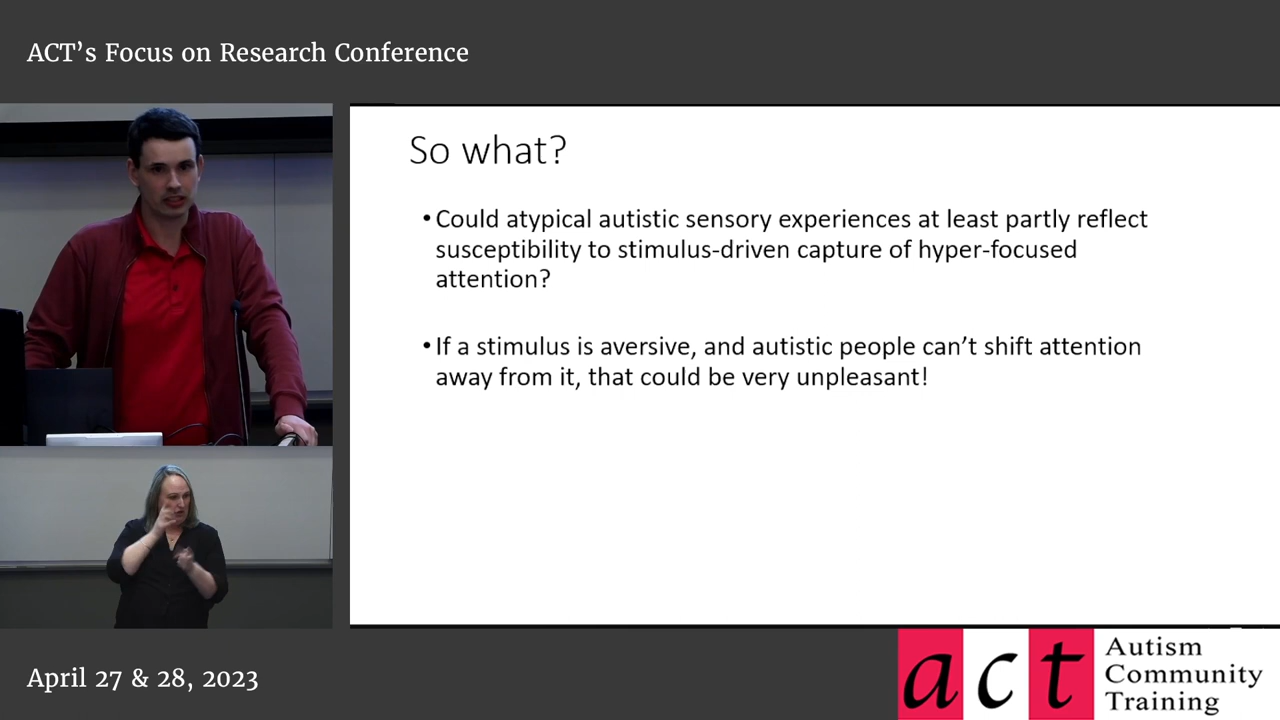 ACT’s Focus on Research Conference
So what?
• Could atypical autistic sensory experiences at least partly reflect
susceptibility to stimulus-driven capture of hyper-focused
attention?
• If a stimulus is aversive, and autistic people can’t shift attention
away from it, that could be very unpleasant!
April 27 & 28, 2023
act
Autism
Community
Training